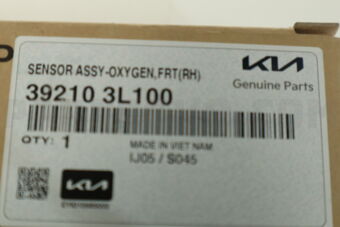 SENSOR ASSY-OXYGEN,FRT(RH)
KIA
Genuine Parts
39210 3L100
QTY: 1
MADE IN VIET NAM
IJ05 / S045
KIA